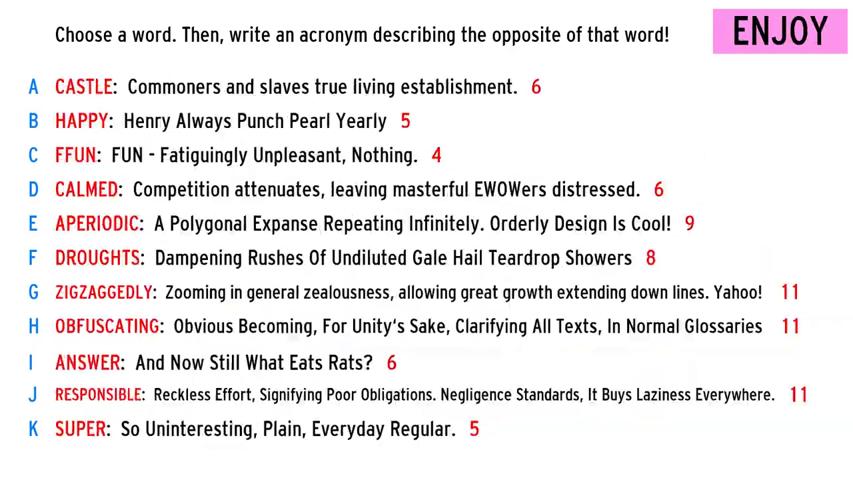 Choose a word. Then, write an acronym describing the opposite of that word!
ENJOY
A CASTLE: Commoners and slaves true living establishment. 6
B HAPPY: Henry Always Punch Pearl Yearly 5
C FFUN: FUN - Fatiguingly Unpleasant, Nothing. 4
D CALMED: Competition attenuates, leaving masterful EWOWers distressed. 6
E APERIODIC: A Polygonal Expanse Repeating Infinitely. Orderly Design Is Cool! 9
F DROUGHTS: Dampening Rushes Of Undiluted Gale Hail Teardrop Showers 8
G ZIGZAGGEDLY: Zooming in general zealousness, allowing great growth extending down lines. Yahoo! 11
H OBFUSCATING: Obvious Becoming, For Unity's Sake, Clarifying All Texts, In Normal Glossaries 11
I ANSWER: And Now Still What Eats Rats? 6
J RESPONSIBLE: Reckless Effort, Signifying Poor Obligations. Negligence Standards, It Buys Laziness Everywhere. 11
K SUPER: So Uninteresting, Plain, Everyday Regular. 5